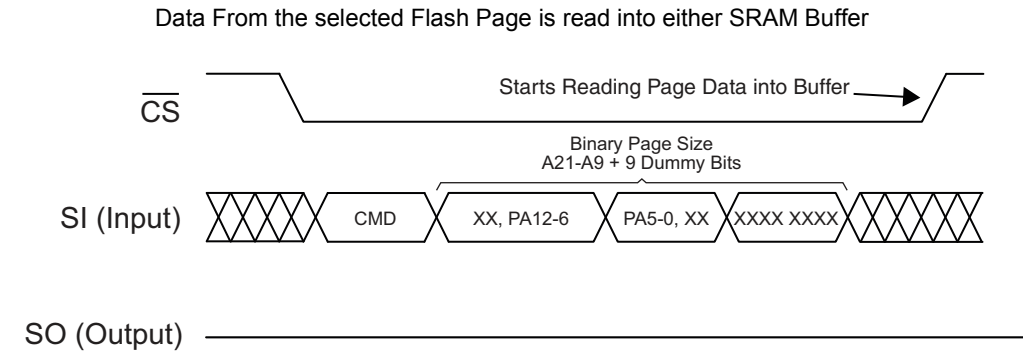 Data From the selected Flash Page is read into either SRAM Buffer
CS
Starts Reading Page Data into Buffer
Binary Page Size
A21-A9 + 9 Dummy Bits
SI (Input)
CMD
XX, PA12-6
PA5-0, XX
XXXX XXXX
SO (Output)